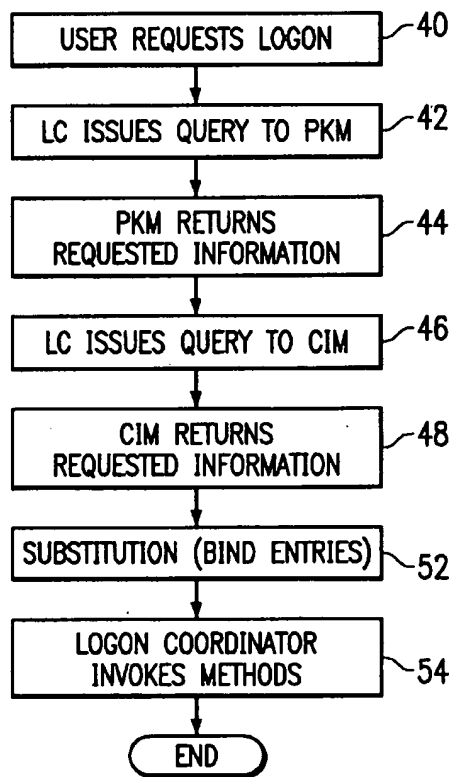 USER REQUESTS LOGON
40
LC ISSUES QUERY TO PKM
42
PKM RETURNS
REQUESTED INFORMATION
44
LC ISSUES QUERY TO CIM
46
CIM RETURNS
REQUESTED INFORMATION
48
SUBSTITUTION (BIND ENTRIES)
52
LOGON COORDINATOR
INVOKES METHODS
54
END